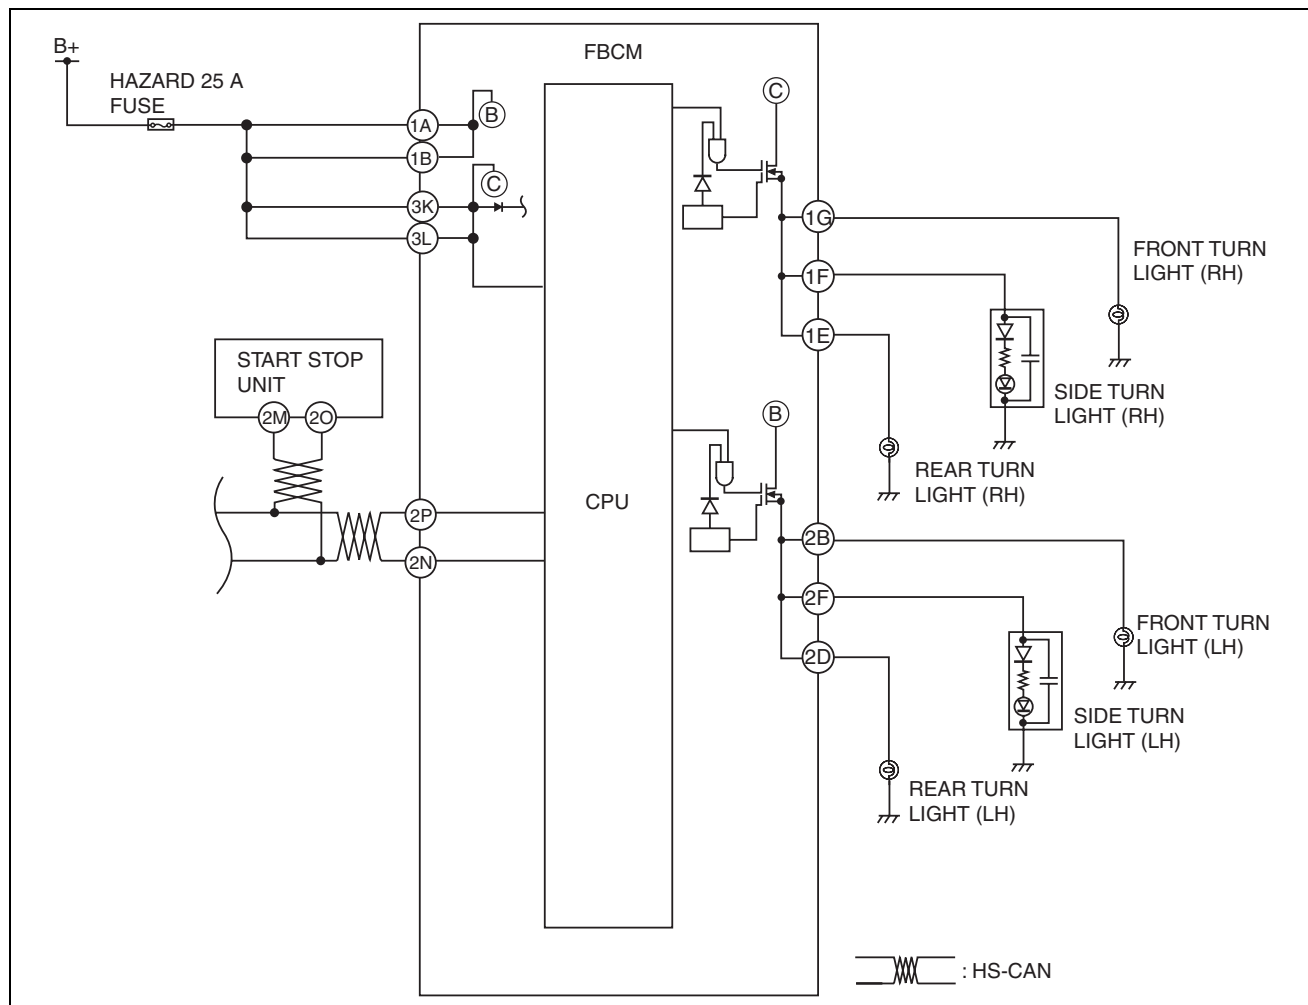 B+
HAZARD 25 A
FUSE
FBCM
1A
B
1B
C
3K
3L
C
1G
1F
1E
FRONT TURN
LIGHT (RH)
SIDE TURN
LIGHT (RH)
REAR TURN
LIGHT (RH)
START STOP
UNIT
2M
2O
2P
2N
CPU
B
2B
2F
2D
FRONT TURN
LIGHT (LH)
SIDE TURN
LIGHT (LH)
REAR TURN
LIGHT (LH)
: HS-CAN